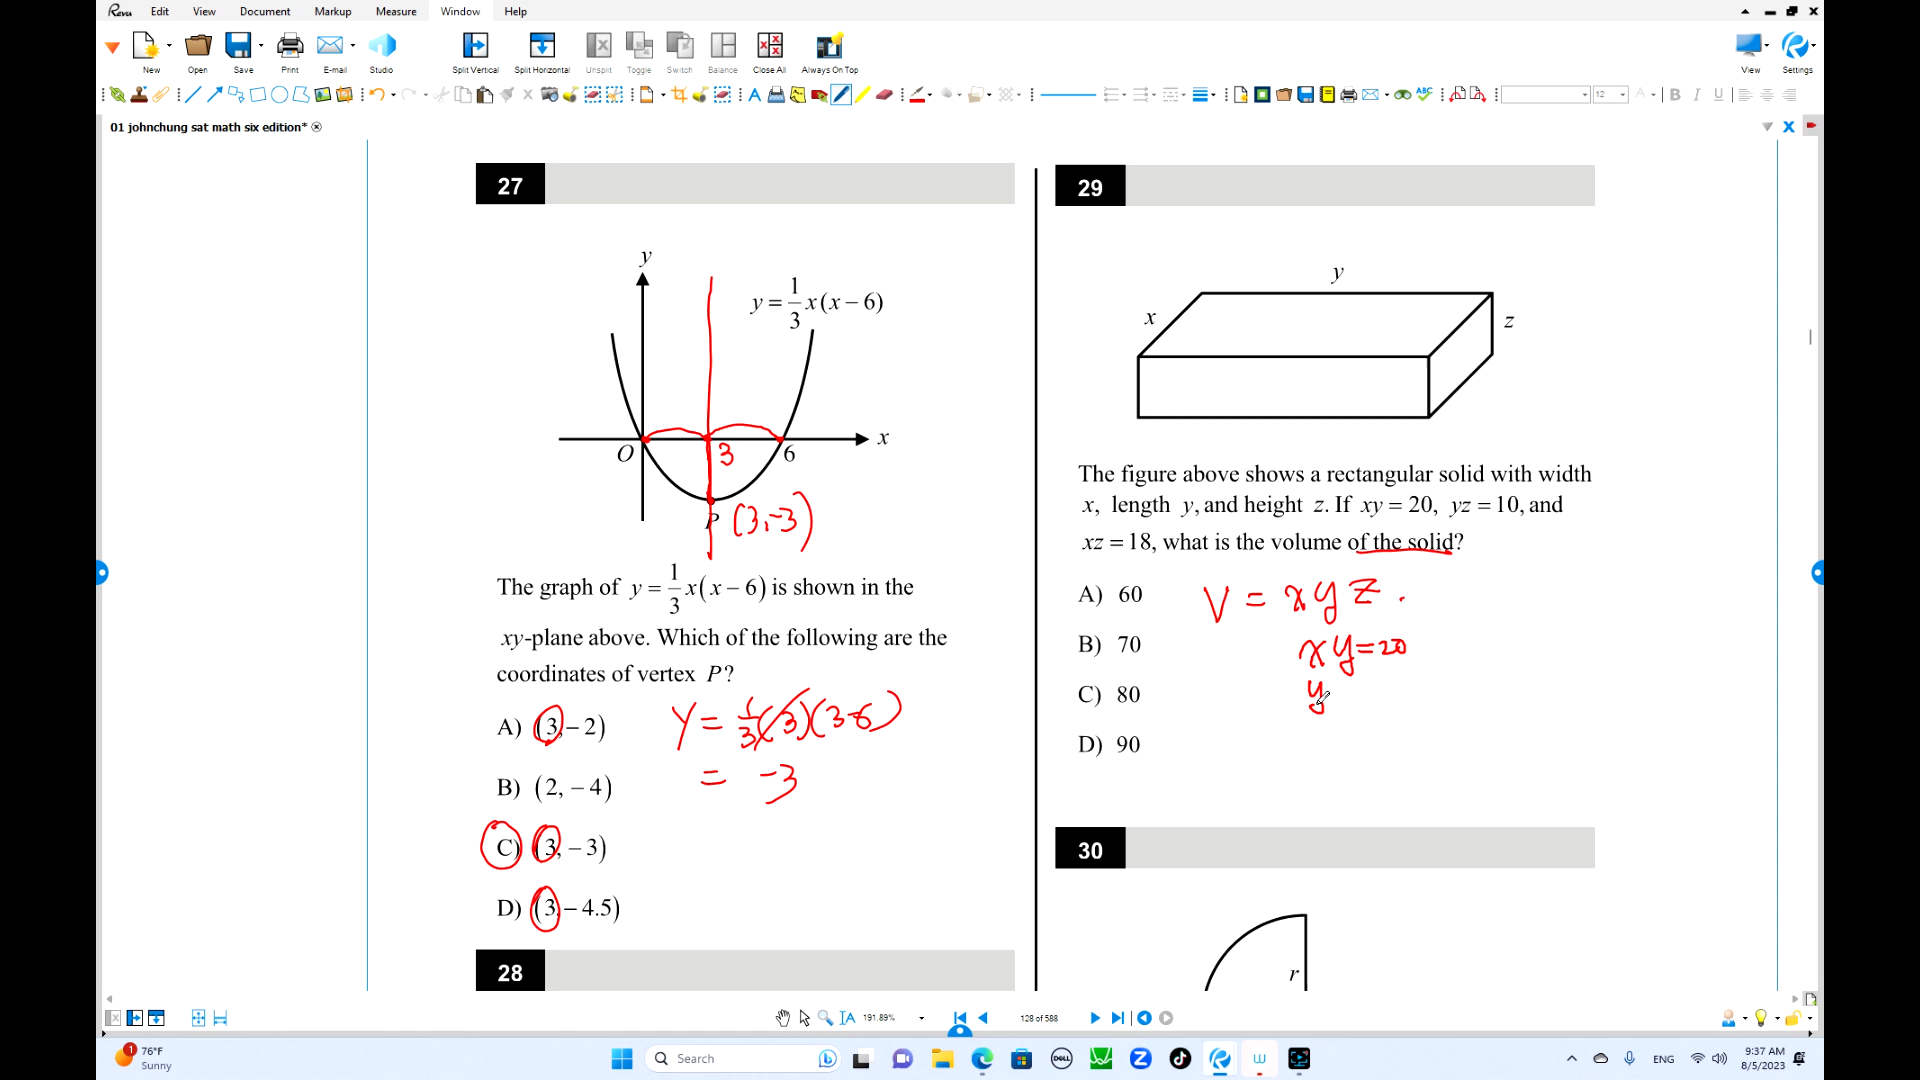 Revu Edit View Document Markup Measure Window Help
New Open Save Print E-mail Studio Split Vertical Split Horizontal Unsplit Toggle Switch Balance Close All Always On Top View Settings
12
01 johnchung sat math six edition*
27
y
y = 1/3 x(x − 6)
x
O
3
6
P (3,-3)
The graph of y = 1/3 x(x − 6) is shown in the
xy-plane above. Which of the following are the
coordinates of vertex P?
A) (3, − 2)
B) (2, − 4)
C) (3, − 3)
D) (3, − 4.5)
Y = 1/3 (3)(3-6)
= -3
28
29
y
x
z
The figure above shows a rectangular solid with width
x, length y, and height z. If xy = 20, yz = 10, and
xz = 18, what is the volume of the solid?
A) 60
B) 70
C) 80
D) 90
V = x y z .
x y = 20
y
30
r
191.89%
128 of 588
1
76°F
Sunny
Search
DELL
ENG
9:37 AM
8/5/2023